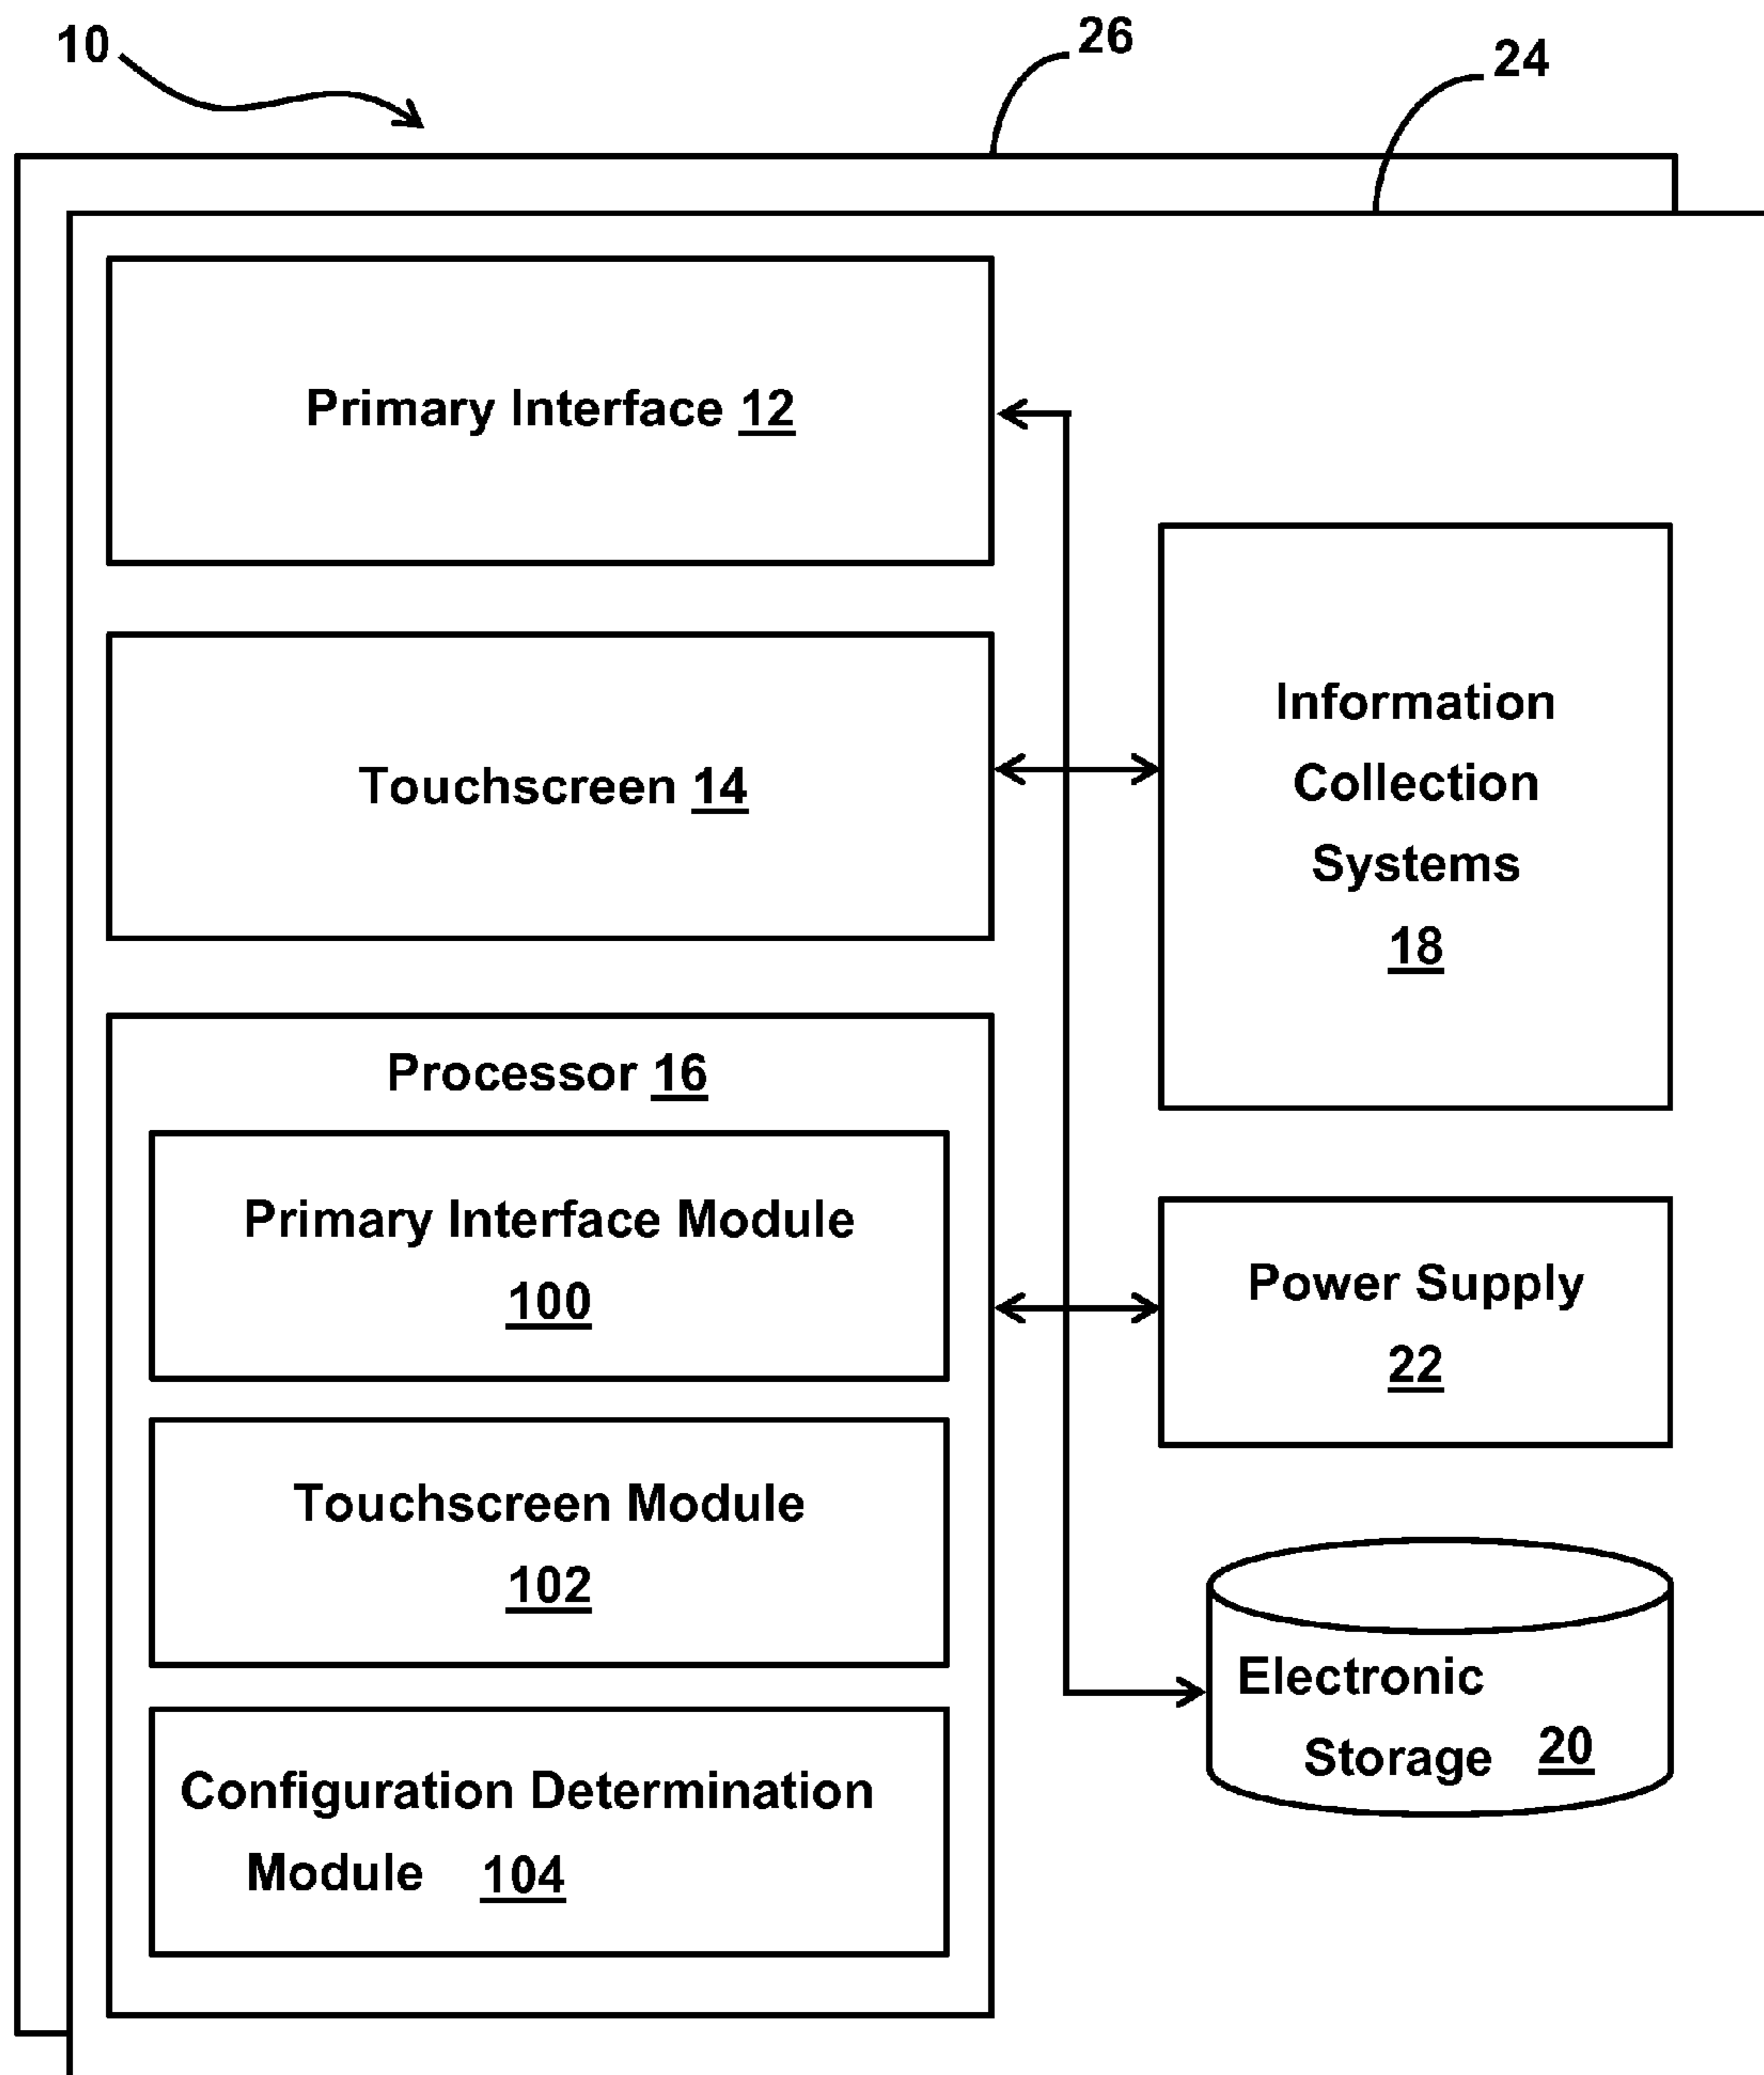 10
26
24
Primary Interface 12
Touchscreen 14
Information
Collection
Systems
18
Processor 16
Primary Interface Module
100
Touchscreen Module
102
Configuration Determination
Module 104
Power Supply
22
Electronic
Storage 20